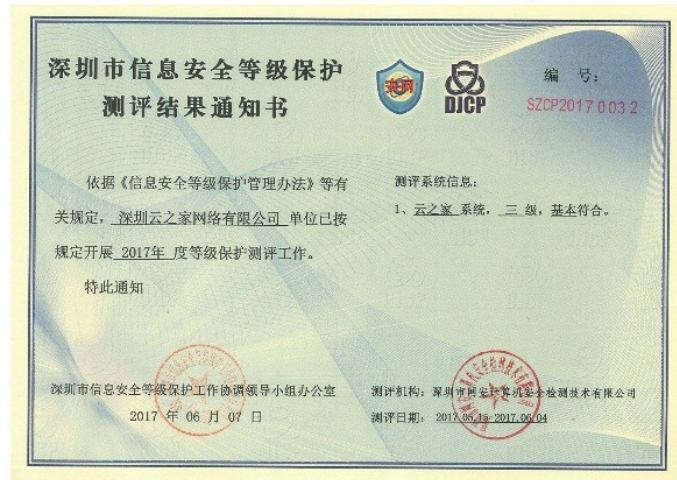 深圳市信息安全等级保护
测评结果通知书
网
DJCP
编 号：
SZCP2017 0 03 2
依据《信息安全等级保护管理办法》等有
关规定， 深圳云之家网络有限公司 单位已按
规定开展 2017年 度等级保护测评工作。
特此通知
深圳市信息安全等级保护工作协调领导小组办公室
2017 年 06 月 07 日
测评系统信息：
1、 云之家 系统， 三 级，基本符合。
测评机构：深圳市网安计算机安全检测技术有限公司
测评日期： 2017.05.15-2017.06.04